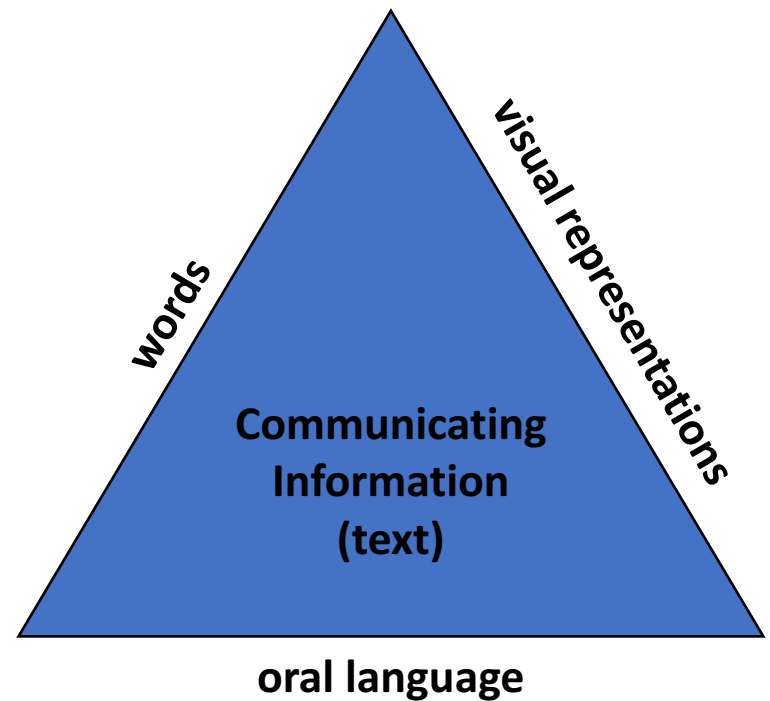 words
visual representations
Communicating
Information
(text)
oral language